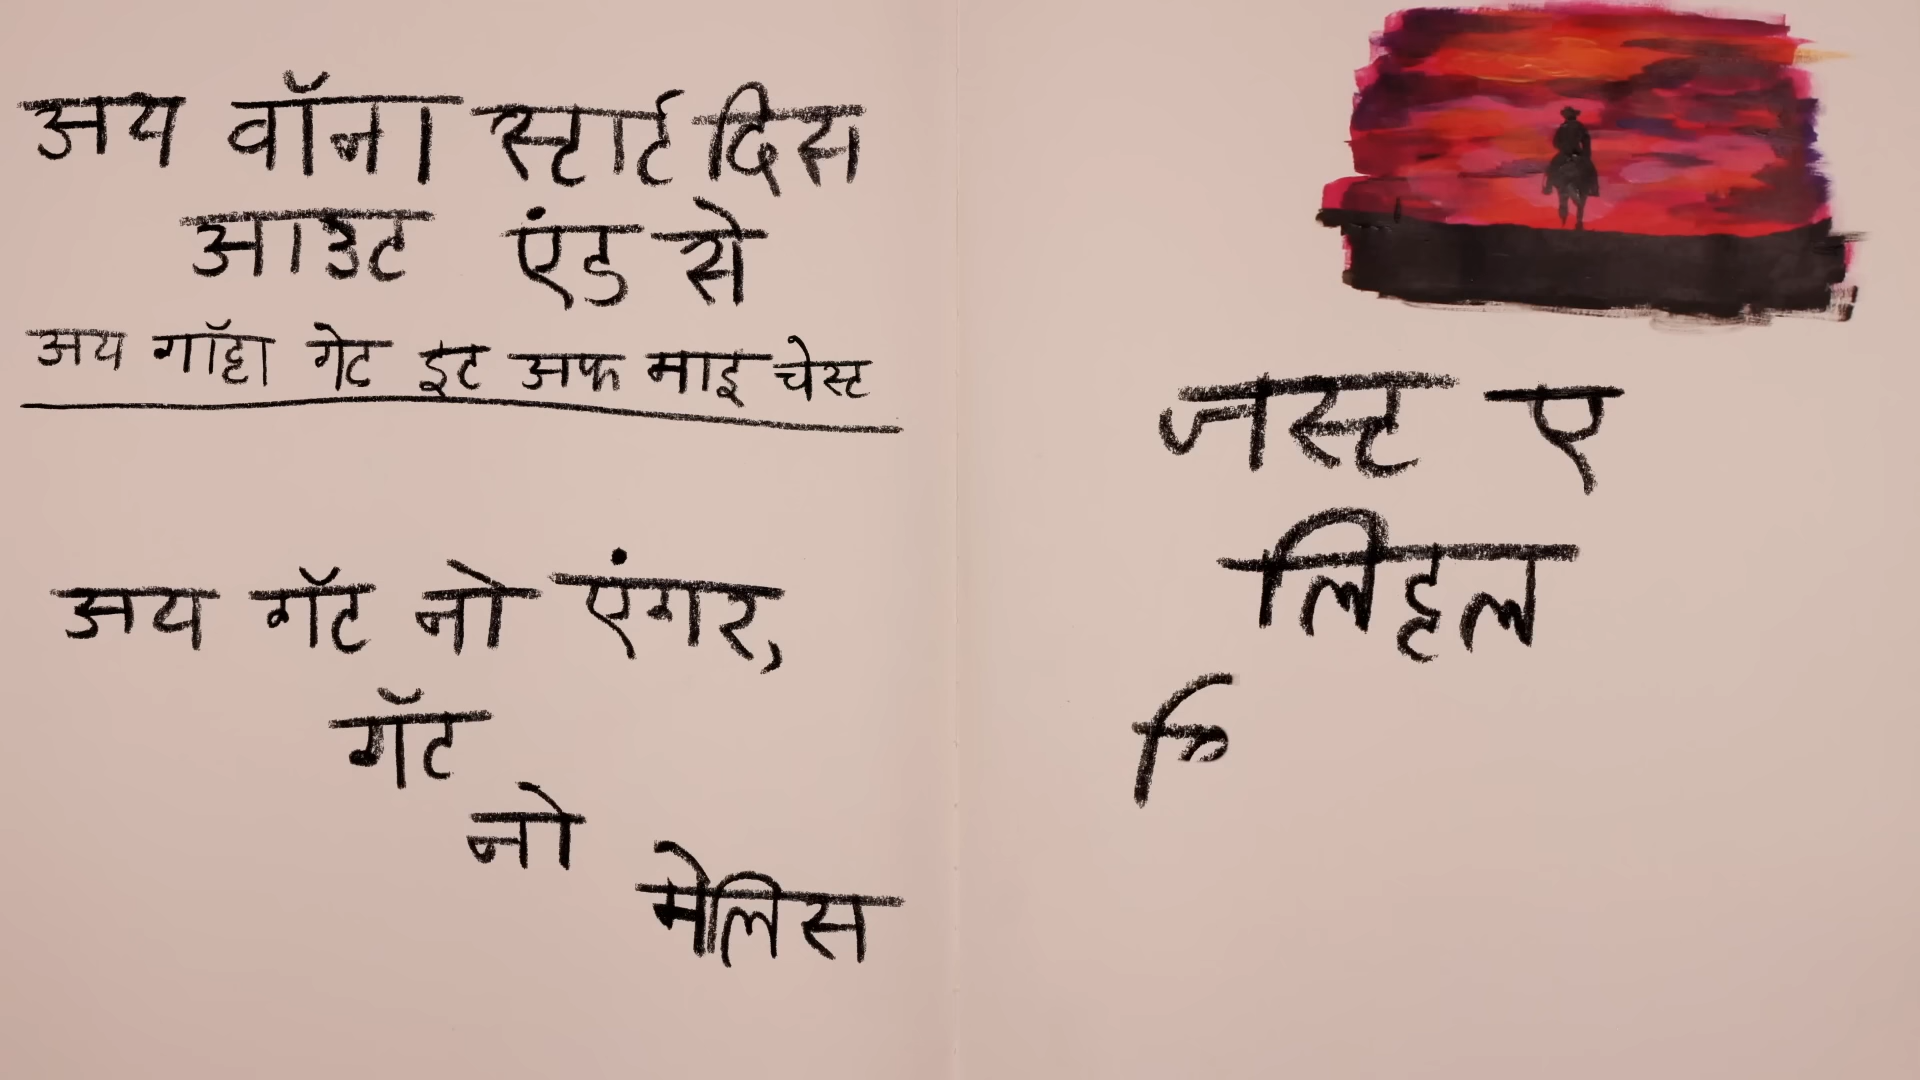 अय वॉना स्टार्ट दिस
आउट एंड से
अय गॉट्टा गेट इट अफ माइ चेस्ट
अय गॅट नो एंगर,
गॅट
नो
मेलिस
जस्ट ए
लिट्टल